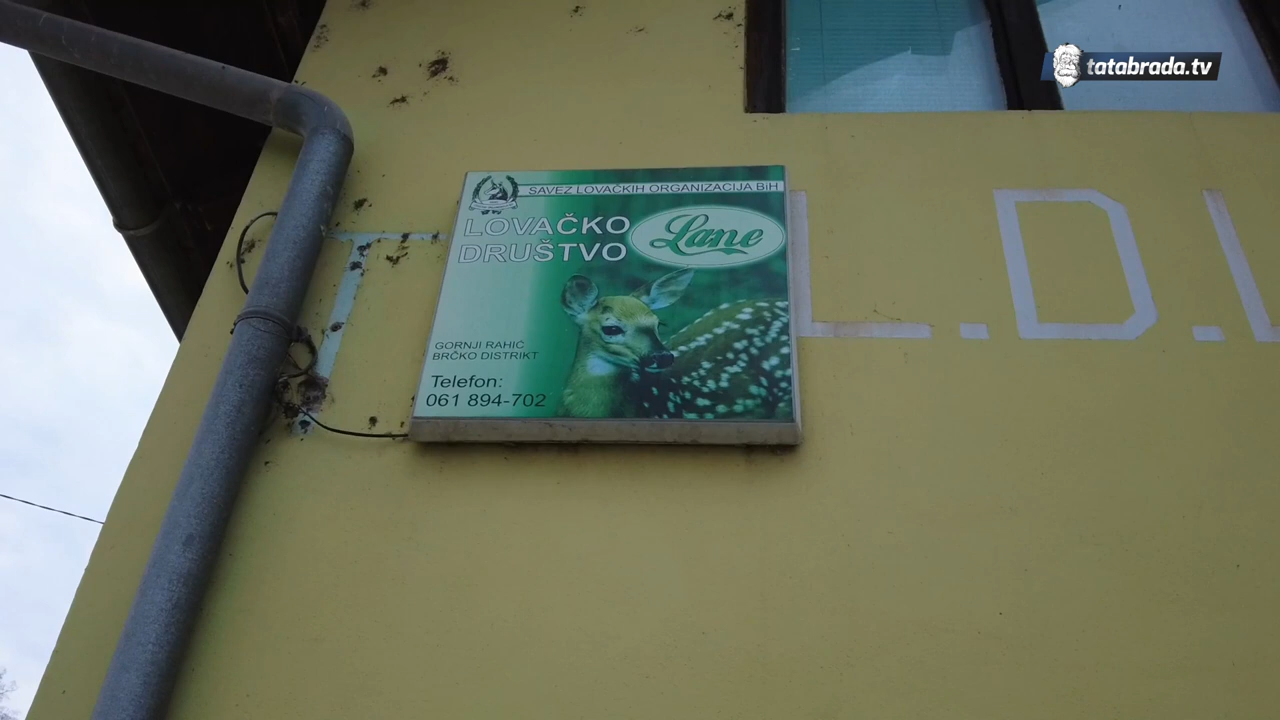 tatabrada.tv
SAVEZ LOVAČKIH ORGANIZACIJA BiH
LOVAČKO
DRUŠTVO
Lane
GORNJI RAHIĆ
BRČKO DISTRIKT
Telefon:
061 894-702
L.D.